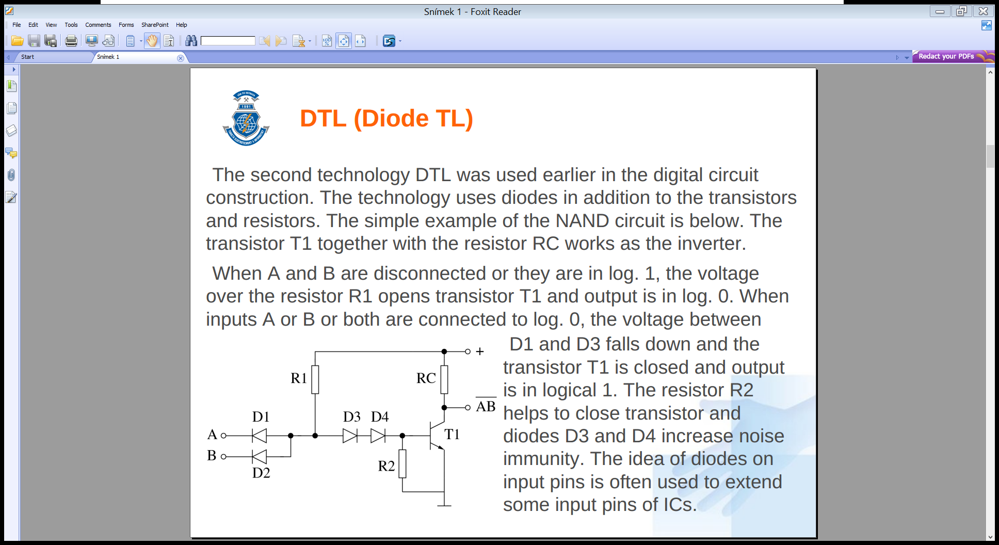 Snímek 1 - Foxit Reader
File Edit View Tools Comments Forms SharePoint Help
Start
Snímek 1
Redact your PDFs
VŠB-TU OSTRAVA
1991
FAKULTA ELEKTROTECHNIKY A INFORMATIKY
DTL (Diode TL)
The second technology DTL was used earlier in the digital circuit
construction. The technology uses diodes in addition to the transistors
and resistors. The simple example of the NAND circuit is below. The
transistor T1 together with the resistor RC works as the inverter.
When A and B are disconnected or they are in log. 1, the voltage
over the resistor R1 opens transistor T1 and output is in log. 0. When
inputs A or B or both are connected to log. 0, the voltage between
D1 and D3 falls down and the
transistor T1 is closed and output
is in logical 1. The resistor R2
helps to close transistor and
diodes D3 and D4 increase noise
immunity. The idea of diodes on
input pins is often used to extend
some input pins of ICs.
+
R1
RC
AB
D1
D3
D4
A
T1
B
R2
D2